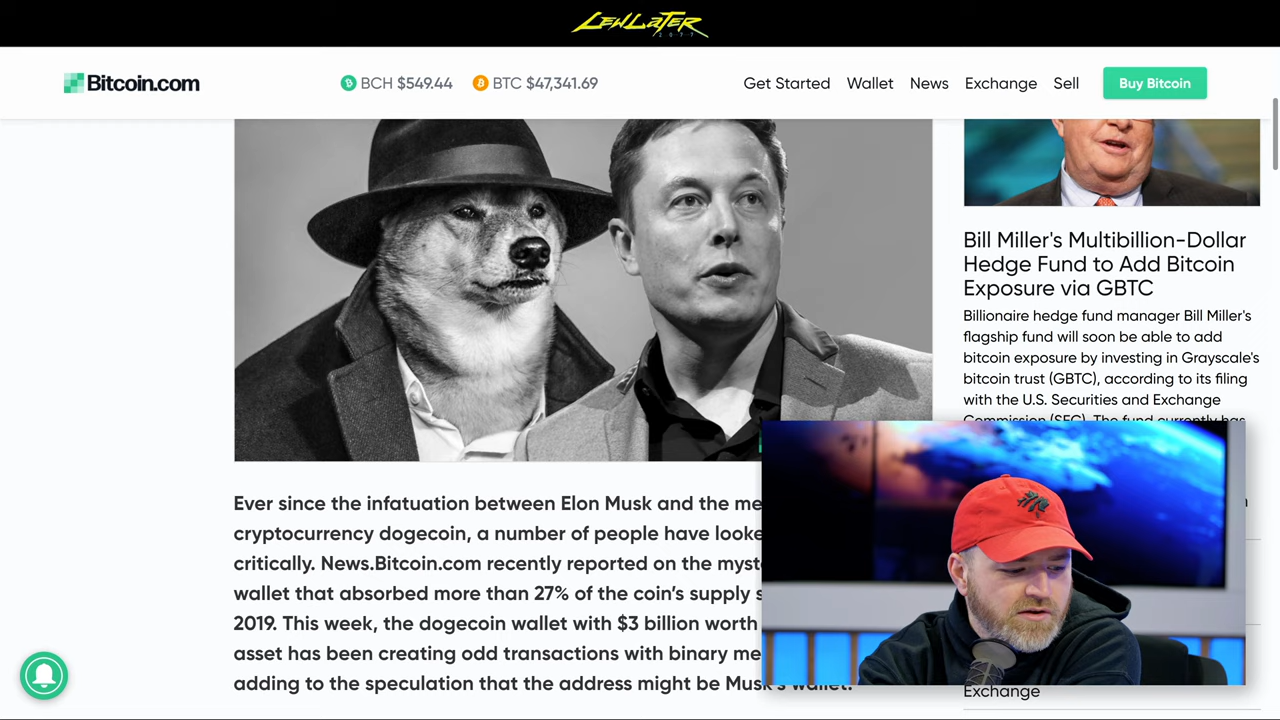 LEWLATER
2077
Bitcoin.com
BCH $549.44
BTC $47,341.69
Get Started
Wallet
News
Exchange
Sell
Buy Bitcoin
Ever since the infatuation between Elon Musk and the me
cryptocurrency dogecoin, a number of people have looke
critically. News.Bitcoin.com recently reported on the myst
wallet that absorbed more than 27% of the coin's supply s
2019. This week, the dogecoin wallet with $3 billion worth
asset has been creating odd transactions with binary me
adding to the speculation that the address might be Musk's wallet.
Bill Miller's Multibillion-Dollar
Hedge Fund to Add Bitcoin
Exposure via GBTC
Billionaire hedge fund manager Bill Miller's
flagship fund will soon be able to add
bitcoin exposure by investing in Grayscale's
bitcoin trust (GBTC), according to its filing
with the U.S. Securities and Exchange
Commission (SEC). The fund currently has
Exchange